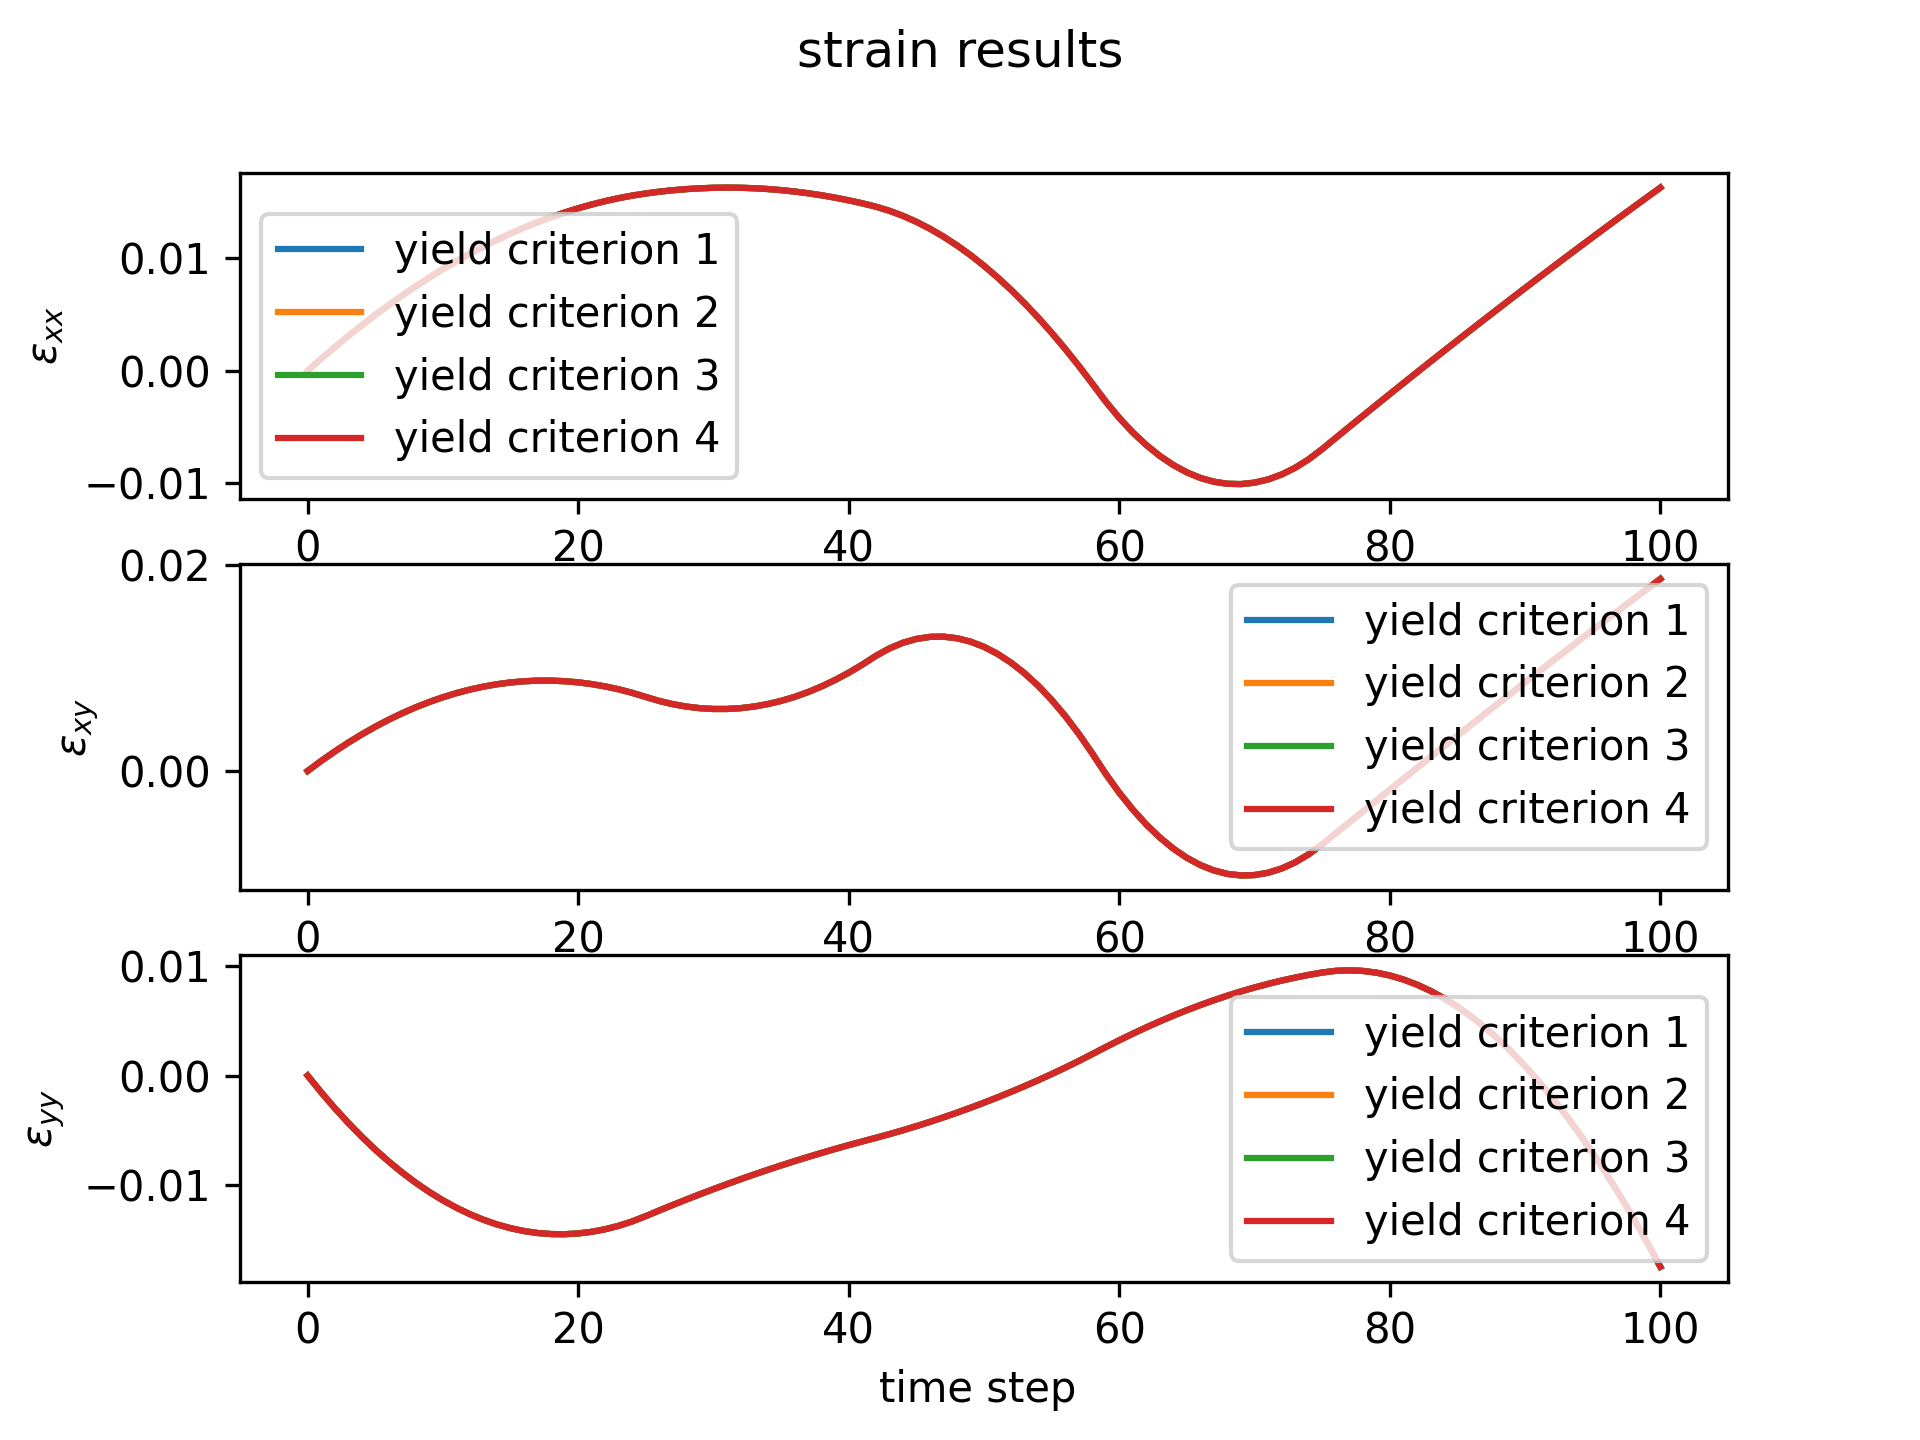 strain results
0.01
0.00
−0.01
ε_xx
yield criterion 1
yield criterion 2
yield criterion 3
yield criterion 4
0 20 40 60 80 100
0.02
0.00
ε_xy
yield criterion 1
yield criterion 2
yield criterion 3
yield criterion 4
0 20 40 60 80 100
0.01
0.00
−0.01
ε_yy
yield criterion 1
yield criterion 2
yield criterion 3
yield criterion 4
0 20 40 60 80 100
time step